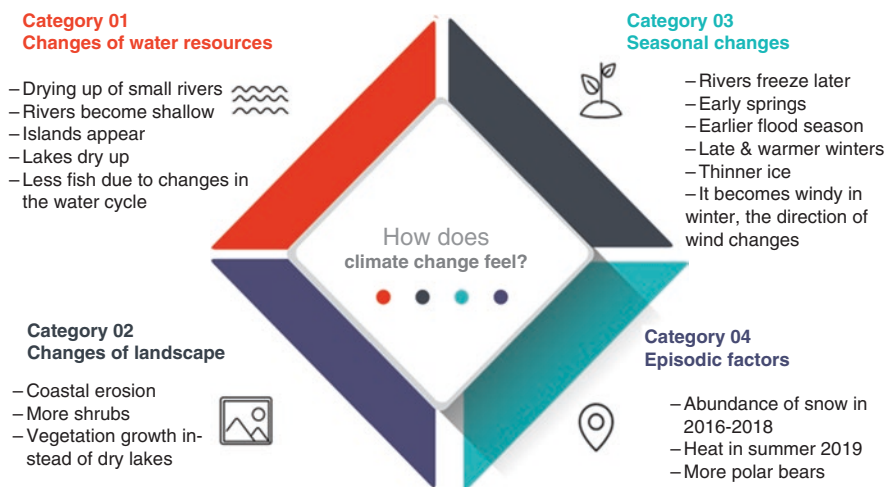 Category 01
Changes of water resources
– Drying up of small rivers
– Rivers become shallow
– Islands appear
– Lakes dry up
– Less fish due to changes in
the water cycle
Category 03
Seasonal changes
– Rivers freeze later
– Early springs
– Earlier flood season
– Late & warmer winters
– Thinner ice
– It becomes windy in
winter, the direction of
wind changes
How does
climate change feel?
Category 02
Changes of landscape
– Coastal erosion
– More shrubs
– Vegetation growth in-
stead of dry lakes
Category 04
Episodic factors
– Abundance of snow in
2016-2018
– Heat in summer 2019
– More polar bears